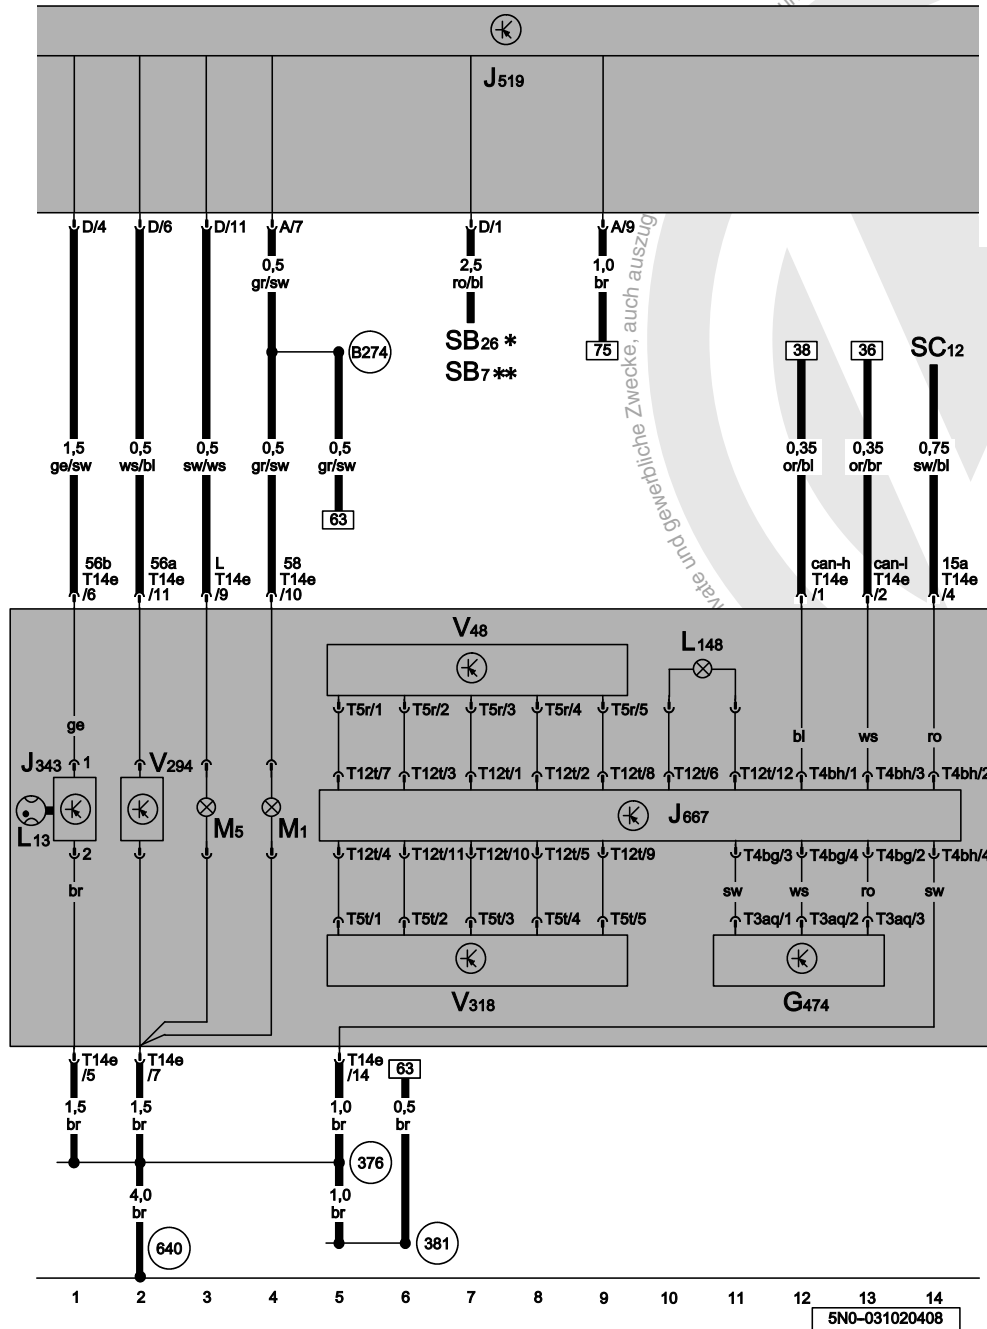 J519
D/4 D/6 D/11 A/7 D/1 A/9
0,5 2,5 1,0
gr/sw ro/bl br
SB26 *
SB7 **
B274 75 38 36 SC12
1,5 0,5 0,5 0,5 0,5 0,35 0,35 0,75
ge/sw ws/bl sw/ws gr/sw gr/sw or/bl or/br sw/bl
63
56b 56a L 58 can-h can-l 15a
T14e T14e T14e T14e T14e T14e T14e
/6 /11 /9 /10 /1 /2 /4
V48
L148
T5r/1 T5r/2 T5r/3 T5r/4 T5r/5
ge bl ws ro
J343 1 V294
T12t/7 T12t/3 T12t/1 T12t/2 T12t/8 T12t/6 T12t/12 T4bh/1 T4bh/3 T4bh/2
L13 M5 M1 J667
2 T12t/4 T12t/11 T12t/10 T12t/5 T12t/9 T4bg/3 T4bg/4 T4bg/2 T4bh/4
br sw ws ro sw
T5t/1 T5t/2 T5t/3 T5t/4 T5t/5 T3aq/1 T3aq/2 T3aq/3
V318 G474
T14e T14e T14e
/5 /7 /14
63
1,5 1,5 1,0 0,5
br br br br
376
4,0 1,0
br br
640 381
1 2 3 4 5 6 7 8 9 10 11 12 13 14
5N0-031020408
vate und gewerbliche Zwecke, auch auszug